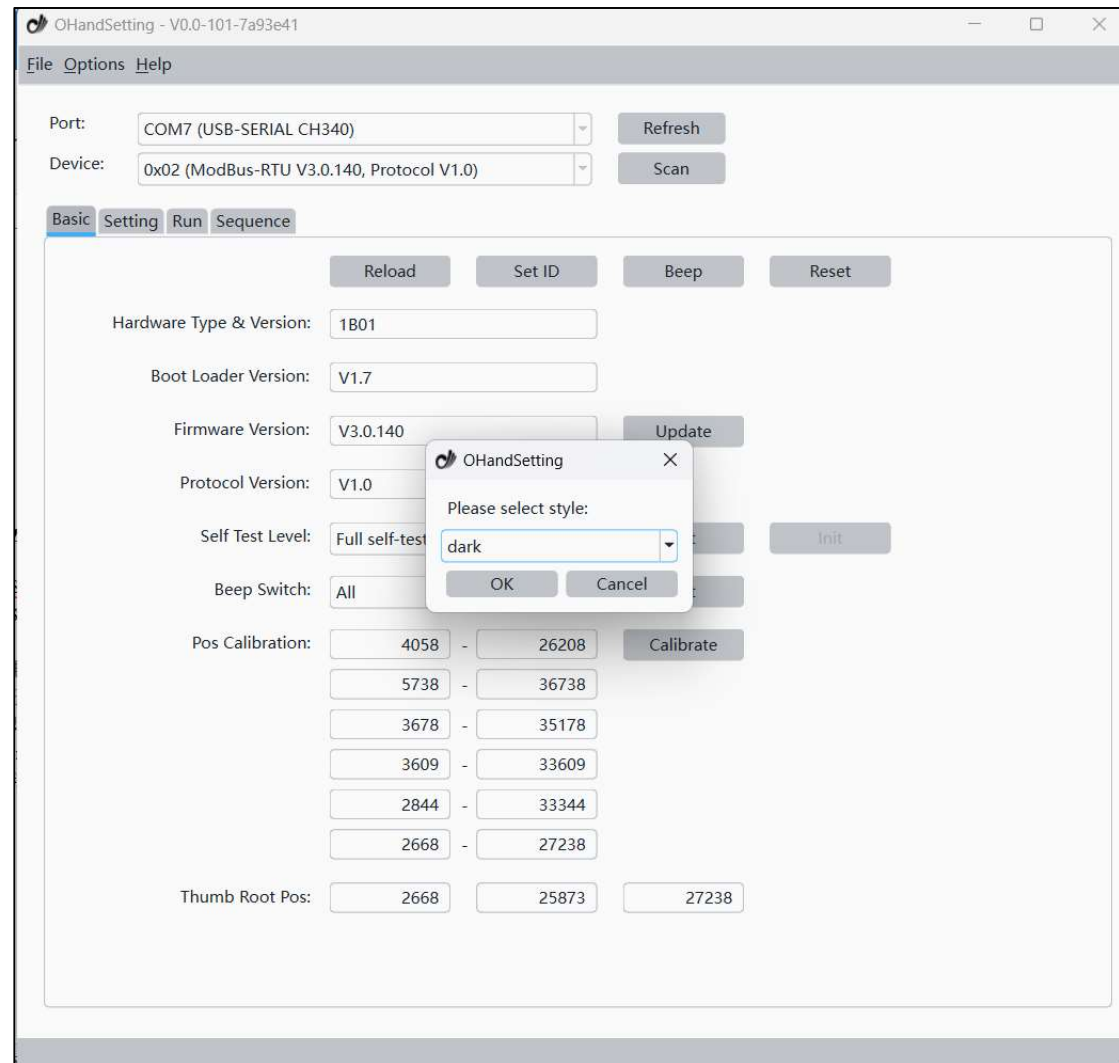 OHandSetting - V0.0-101-7a93e41
File Options Help
Port: COM7 (USB-SERIAL CH340) Refresh
Device: 0x02 (ModBus-RTU V3.0.140, Protocol V1.0) Scan
Basic Setting Run Sequence
Reload Set ID Beep Reset
Hardware Type & Version: 1B01
Boot Loader Version: V1.7
Firmware Version: V3.0.140 Update
OHandSetting
Protocol Version: V1.0
Please select style:
Self Test Level: Full self-test Init
dark
OK Cancel
Beep Switch: All
Pos Calibration: 4058 - 26208 Calibrate
5738 - 36738
3678 - 35178
3609 - 33609
2844 - 33344
2668 - 27238
Thumb Root Pos: 2668 25873 27238